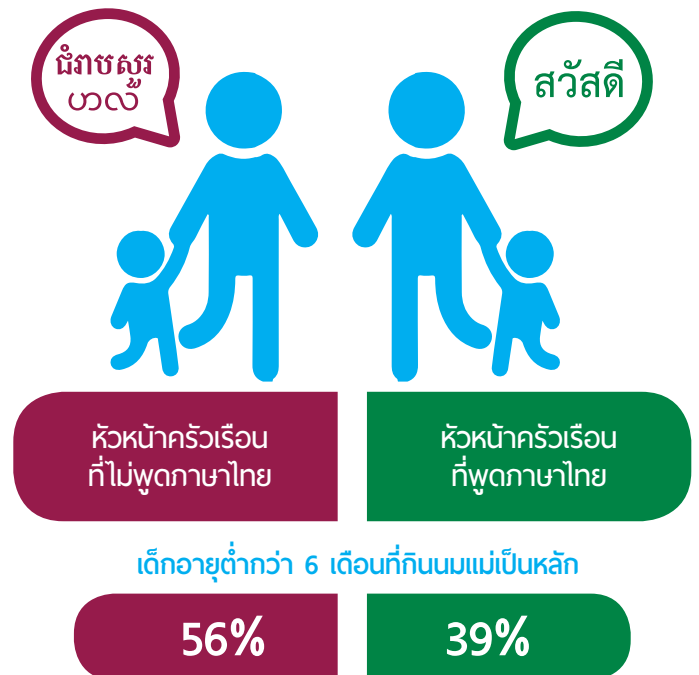 ជំរាបសួរ
ဟာလ
สวัสดี
หัวหน้าครัวเรือน
ที่ไม่พูดภาษาไทย
หัวหน้าครัวเรือน
ที่พูดภาษาไทย
เด็กอายุต่ำกว่า 6 เดือนที่กินนมแม่เป็นหลัก
56% 39%